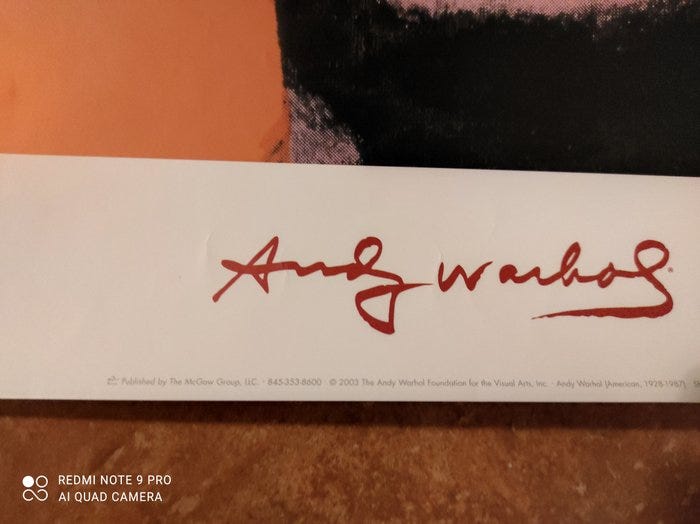 Andy Warhol®
Published by The McGaw Group, LLC. · 845-353-8600 · © 2003 The Andy Warhol Foundation for the Visual Arts, Inc. · Andy Warhol (American, 1928-1987)
REDMI NOTE 9 PRO
AI QUAD CAMERA